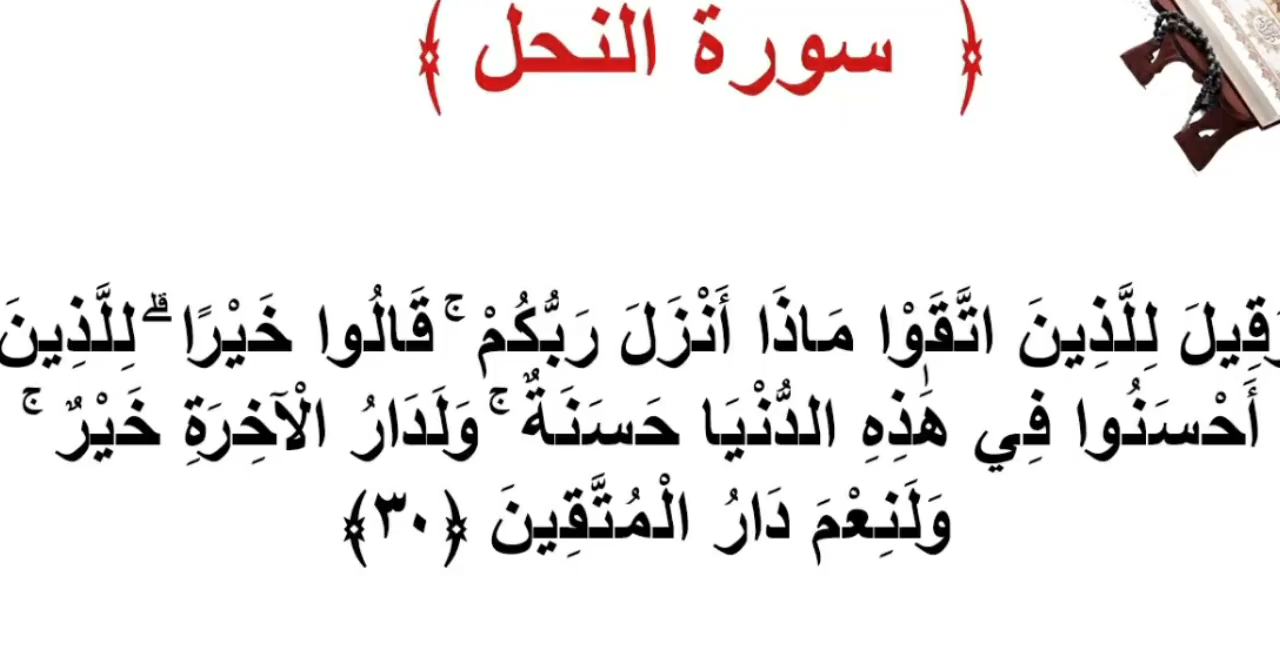 ﴿ سورة النحل ﴾
وَقِيلَ لِلَّذِينَ اتَّقَوْا مَاذَا أَنْزَلَ رَبُّكُمْ ۚ قَالُوا خَيْرًا ۗ لِلَّذِينَ
أَحْسَنُوا فِي هَٰذِهِ الدُّنْيَا حَسَنَةٌ ۚ وَلَدَارُ الْآخِرَةِ خَيْرٌ ۚ
وَلَنِعْمَ دَارُ الْمُتَّقِينَ ﴿٣٠﴾